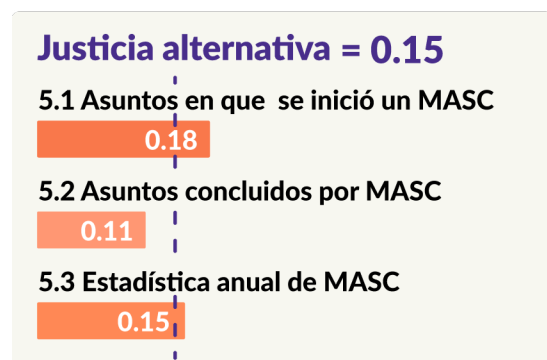 Justicia alternativa = 0.15
5.1 Asuntos en que se inició un MASC
0.18
5.2 Asuntos concluidos por MASC
0.11
5.3 Estadística anual de MASC
0.15